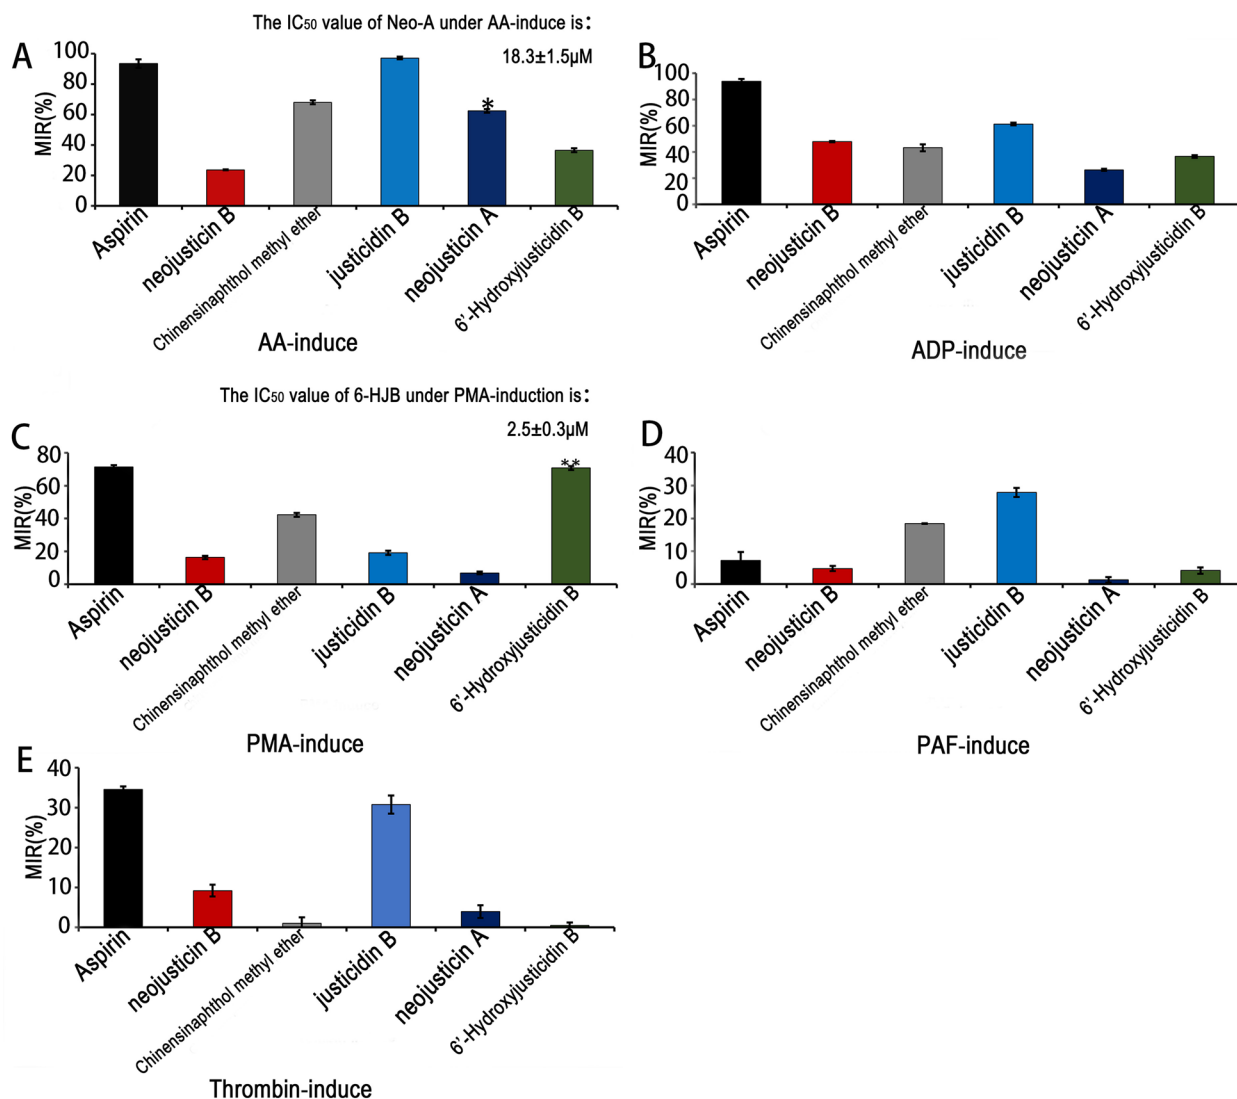 The IC50 value of Neo-A under AA-induce is:
18.3±1.5µM
A
MIR(%)
100
80
60
40
20
0
*
Aspirin
neojusticin B
Chinensinaphthol methyl ether
justicidin B
neojusticin A
6'-Hydroxyjusticidin B
AA-induce
B
MIR(%)
100
80
60
40
20
0
Aspirin
neojusticin B
Chinensinaphthol methyl ether
justicidin B
neojusticin A
6'-Hydroxyjusticidin B
ADP-induce
The IC50 value of 6-HJB under PMA-induction is:
2.5±0.3µM
C
MIR(%)
80
60
40
20
0
**
Aspirin
neojusticin B
Chinensinaphthol methyl ether
justicidin B
neojusticin A
6'-Hydroxyjusticidin B
PMA-induce
D
MIR(%)
40
30
20
10
0
Aspirin
neojusticin B
Chinensinaphthol methyl ether
justicidin B
neojusticin A
6'-Hydroxyjusticidin B
PAF-induce
E
MIR(%)
40
30
20
10
0
Aspirin
neojusticin B
Chinensinaphthol methyl ether
justicidin B
neojusticin A
6'-Hydroxyjusticidin B
Thrombin-induce